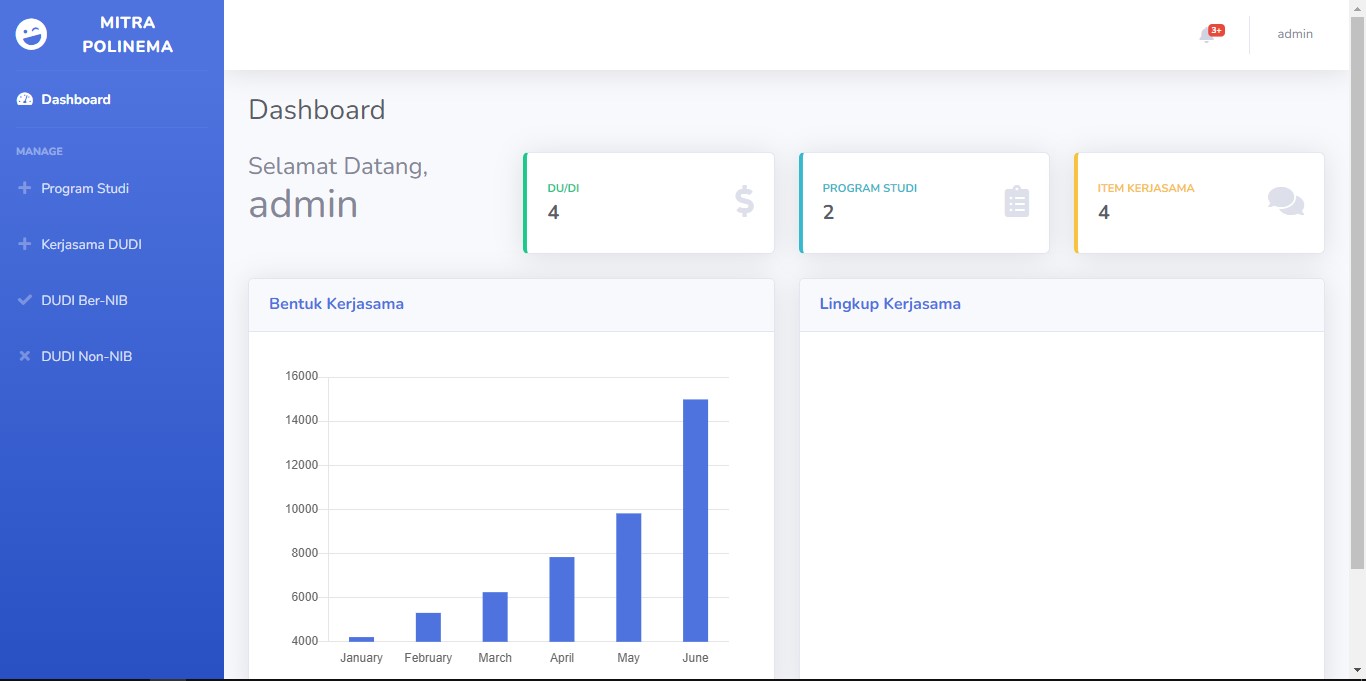 MITRA
POLINEMA
3+
admin
Dashboard
MANAGE
Program Studi
Kerjasama DUDI
DUDI Ber-NIB
DUDI Non-NIB
Dashboard
Selamat Datang,
admin
DU/DI
4
PROGRAM STUDI
2
ITEM KERJASAMA
4
Bentuk Kerjasama
16000
14000
12000
10000
8000
6000
4000
January February March April May June
Lingkup Kerjasama